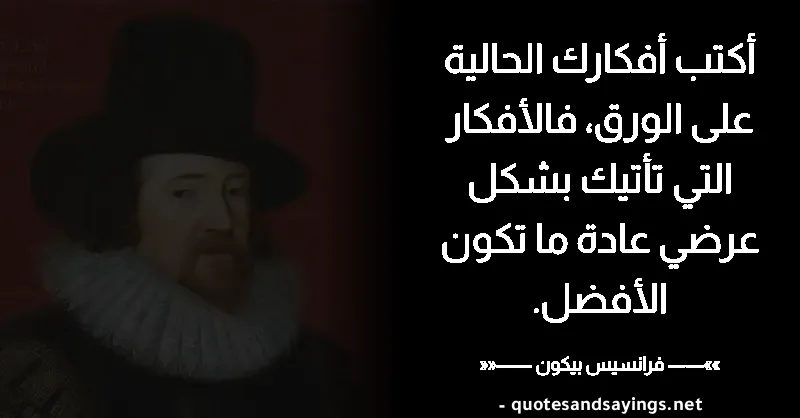 أكتب أفكارك الحالية
على الورق، فالأفكار
التي تأتيك بشكل
عرضي عادة ما تكون
الأفضل.
»—— فرانسيس بيكون ——««
- quotesandsayings.net